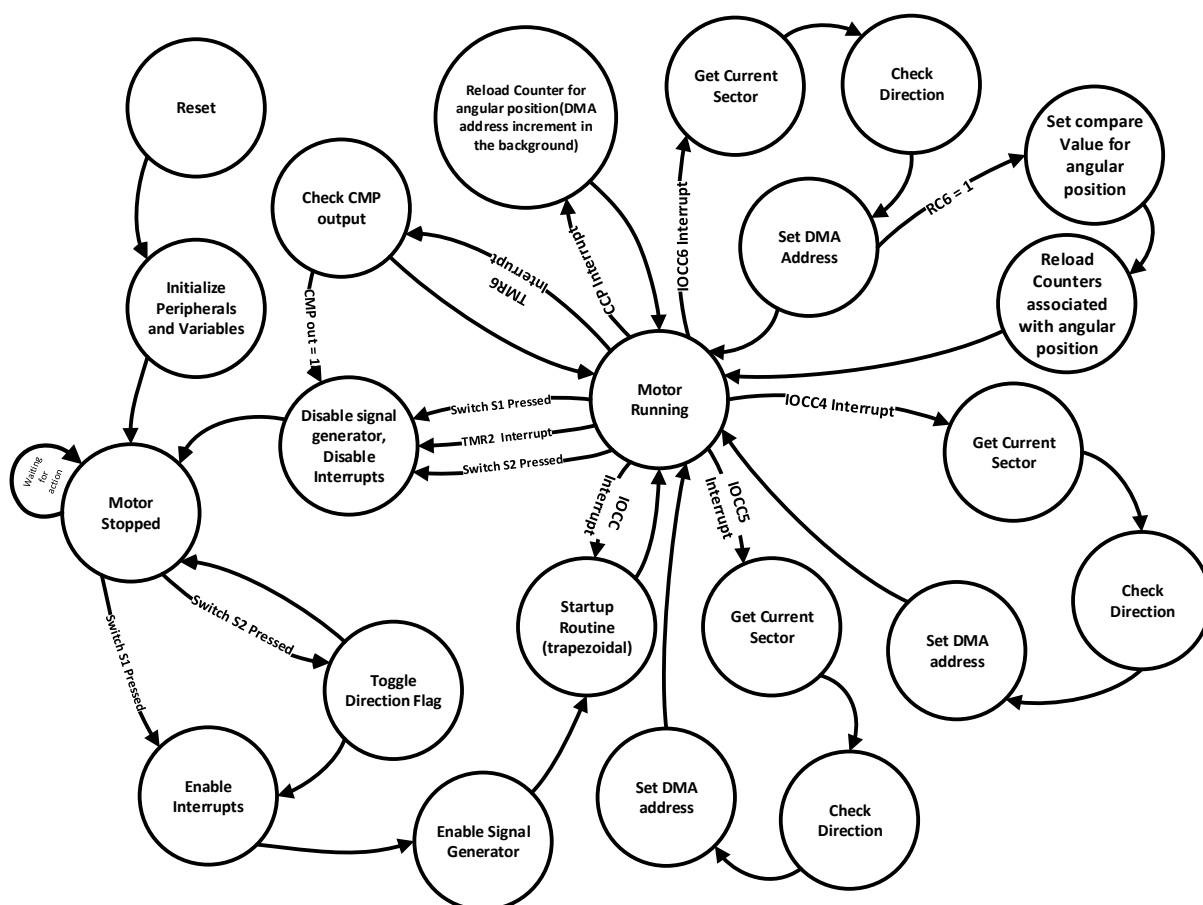 Reset
Initialize
Peripherals
and Variables
Waiting
for
action
Motor
Stopped
Switch S1 Pressed
Switch S2 Pressed
Toggle
Direction Flag
Enable
Interrupts
Enable Signal
Generator
Startup
Routine
(trapezoidal)
Check CMP
output
CMP out = 1
Disable signal
generator,
Disable
Interrupts
Reload Counter for
angular position(DMA
address increment in
the background)
TMR6
Interrupt
CCP Interrupt
Motor
Running
Switch S1 Pressed
TMR2 Interrupt
Switch S2 Pressed
IOCC
Interrupt
IOCC6 Interrupt
Get Current
Sector
Check
Direction
Set DMA
Address
RC6 = 1
Set compare
Value for
angular
position
Reload
Counters
associated
with angular
position
IOCC4 Interrupt
Get Current
Sector
Check
Direction
Set DMA
address
IOCC5
Interrupt
Get Current
Sector
Check
Direction
Set DMA
address